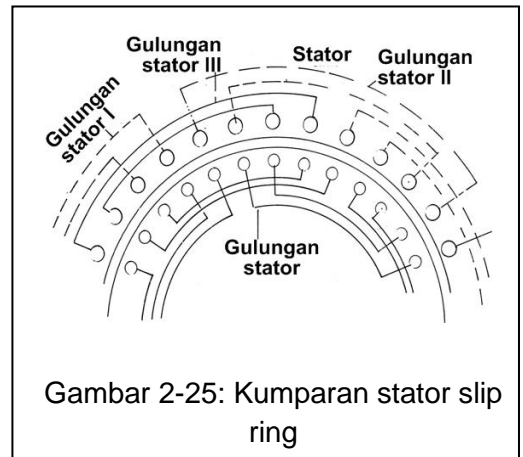 Gulungan
stator III
Stator
Gulungan
stator II
Gulungan
stator I
Gulungan
stator
Gambar 2-25: Kumparan stator slip
ring